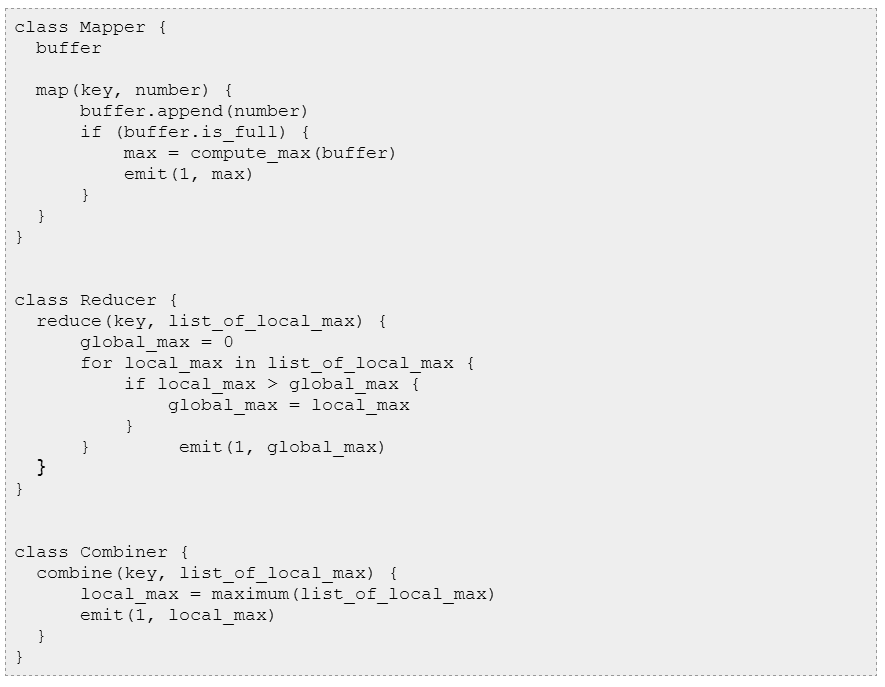 class Mapper {
  buffer

  map(key, number) {
      buffer.append(number)
      if (buffer.is_full) {
          max = compute_max(buffer)
          emit(1, max)
      }
  }
}


class Reducer {
  reduce(key, list_of_local_max) {
      global_max = 0
      for local_max in list_of_local_max {
          if local_max > global_max {
              global_max = local_max
          }
      }        emit(1, global_max)
  }
}


class Combiner {
  combine(key, list_of_local_max) {
      local_max = maximum(list_of_local_max)
      emit(1, local_max)
  }
}